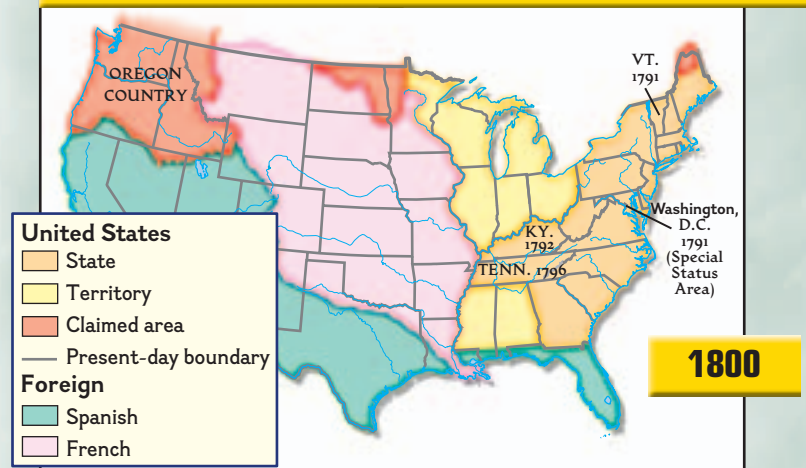 OREGON
COUNTRY
VT.
1791
Washington,
D.C.
1791
(Special
Status
Area)
KY.
1792
TENN. 1796
United States
State
Territory
Claimed area
Present-day boundary
Foreign
Spanish
French
1800